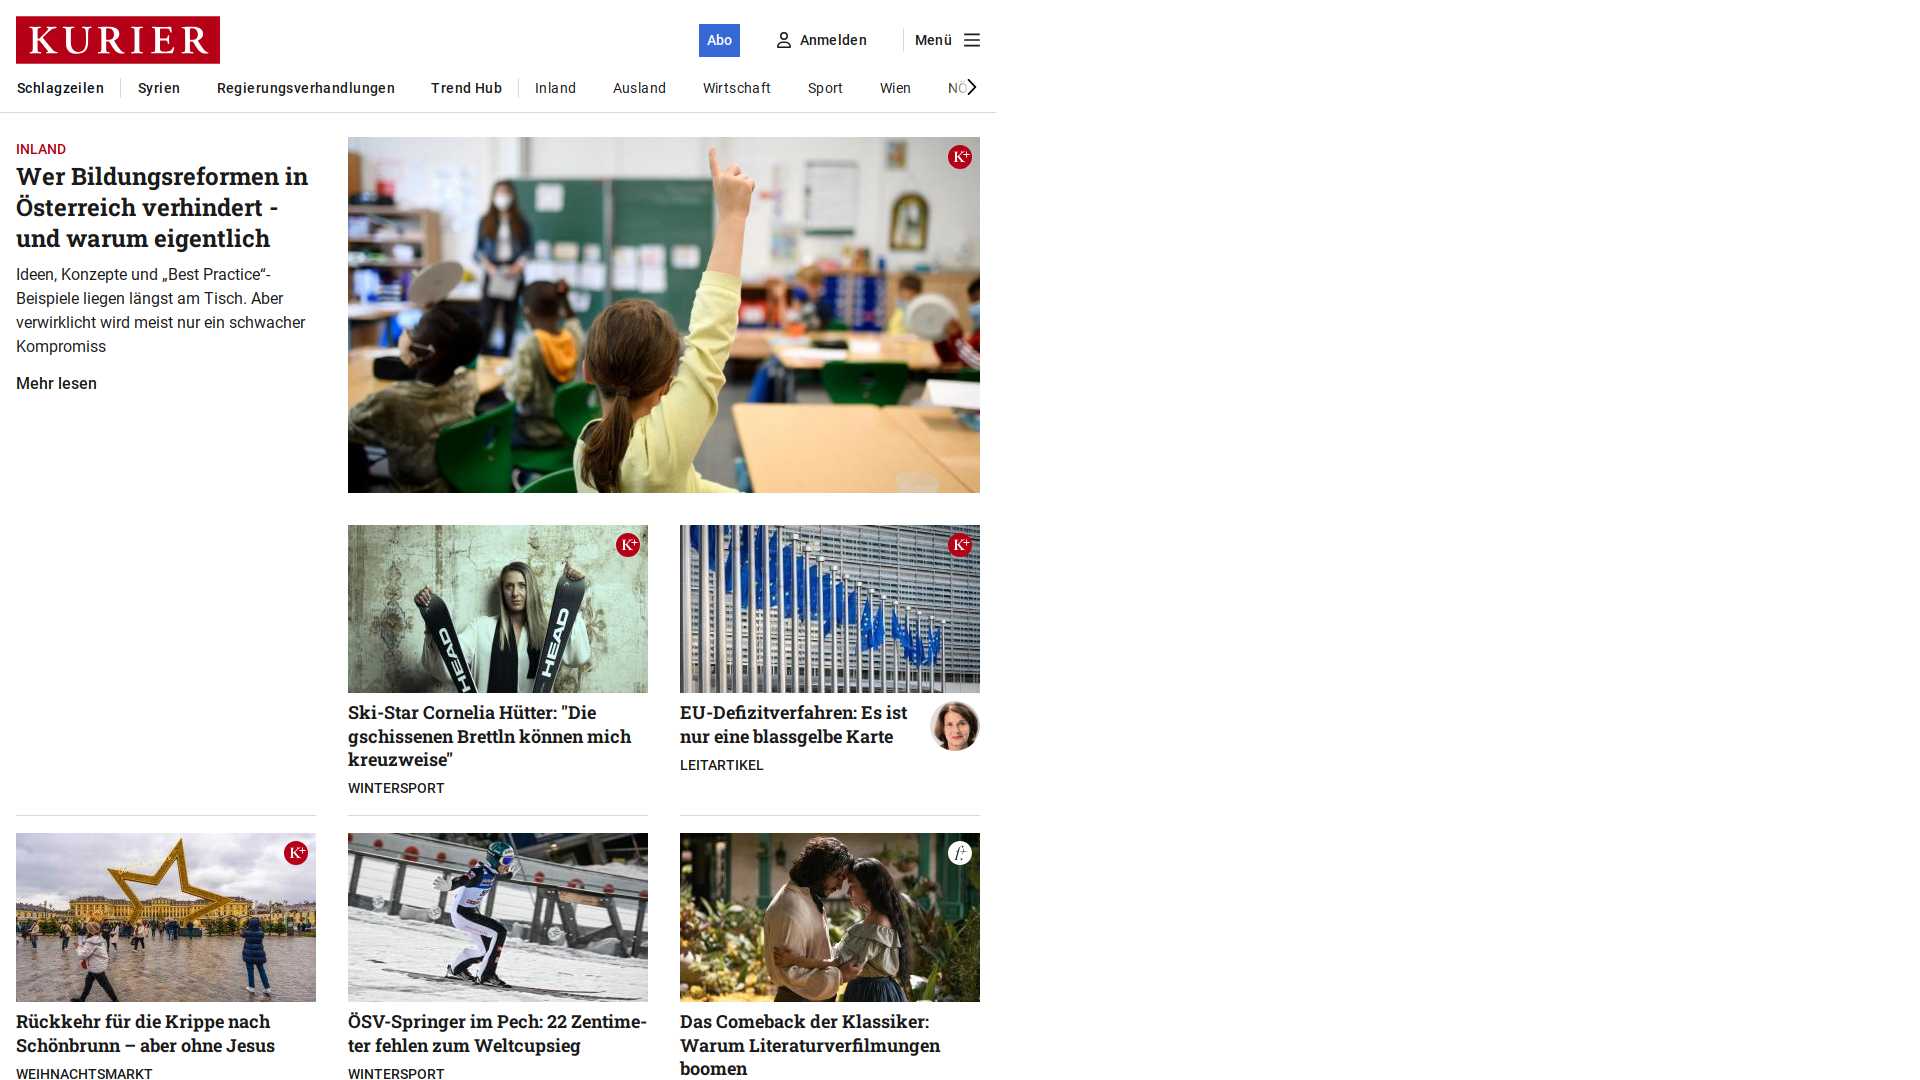 KURIER
Abo
Anmelden
Menü
Schlagzeilen
Syrien
Regierungsverhandlungen
Trend Hub
Inland
Ausland
Wirtschaft
Sport
Wien
NÖ
INLAND
Wer Bildungsreformen in
Österreich verhindert -
und warum eigentlich
Ideen, Konzepte und „Best Practice“-
Beispiele liegen längst am Tisch. Aber
verwirklicht wird meist nur ein schwacher
Kompromiss
Mehr lesen
K+
K+
K+
HEAD
HEAD
Ski-Star Cornelia Hütter: "Die
gschissenen Brettln können mich
kreuzweise"
WINTERSPORT
EU-Defizitverfahren: Es ist
nur eine blassgelbe Karte
LEITARTIKEL
K+
f+
Rückkehr für die Krippe nach
Schönbrunn – aber ohne Jesus
WEIHNACHTSMARKT
ÖSV-Springer im Pech: 22 Zentime-
ter fehlen zum Weltcupsieg
WINTERSPORT
Das Comeback der Klassiker:
Warum Literaturverfilmungen
boomen